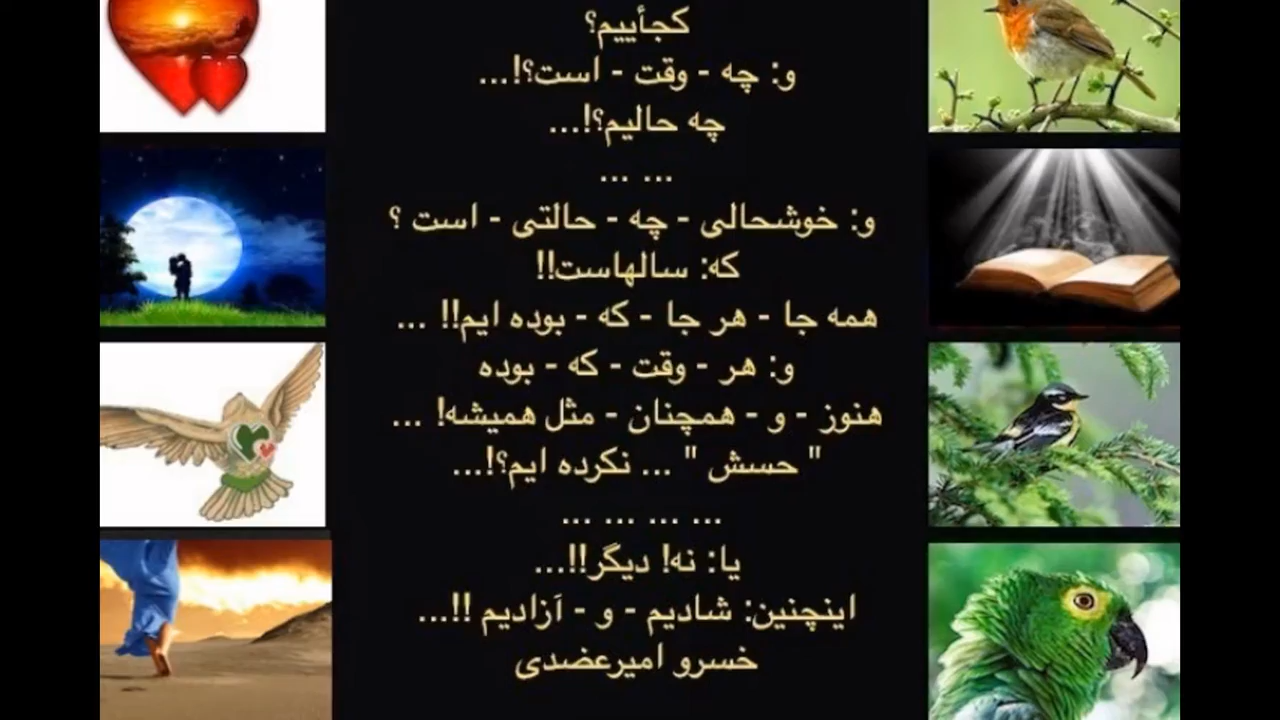 کجأییم؟
و: چه - وقت - است؟!...
چه حالیم؟!...
... ...
و: خوشحالی - چه - حالتی - است ؟
که: سالهاست!!
همه جا - هر جا - که - بوده ایم!! ...
و: هر - وقت - که - بوده
هنوز - و - همچنان - مثل همیشه! ...
" حسش " ... نکرده ایم؟!...
... ... ... ...
یا: نه! دیگر!!...
اینچنین: شادیم - و - آزادیم !!...
خسرو امیرعضدی